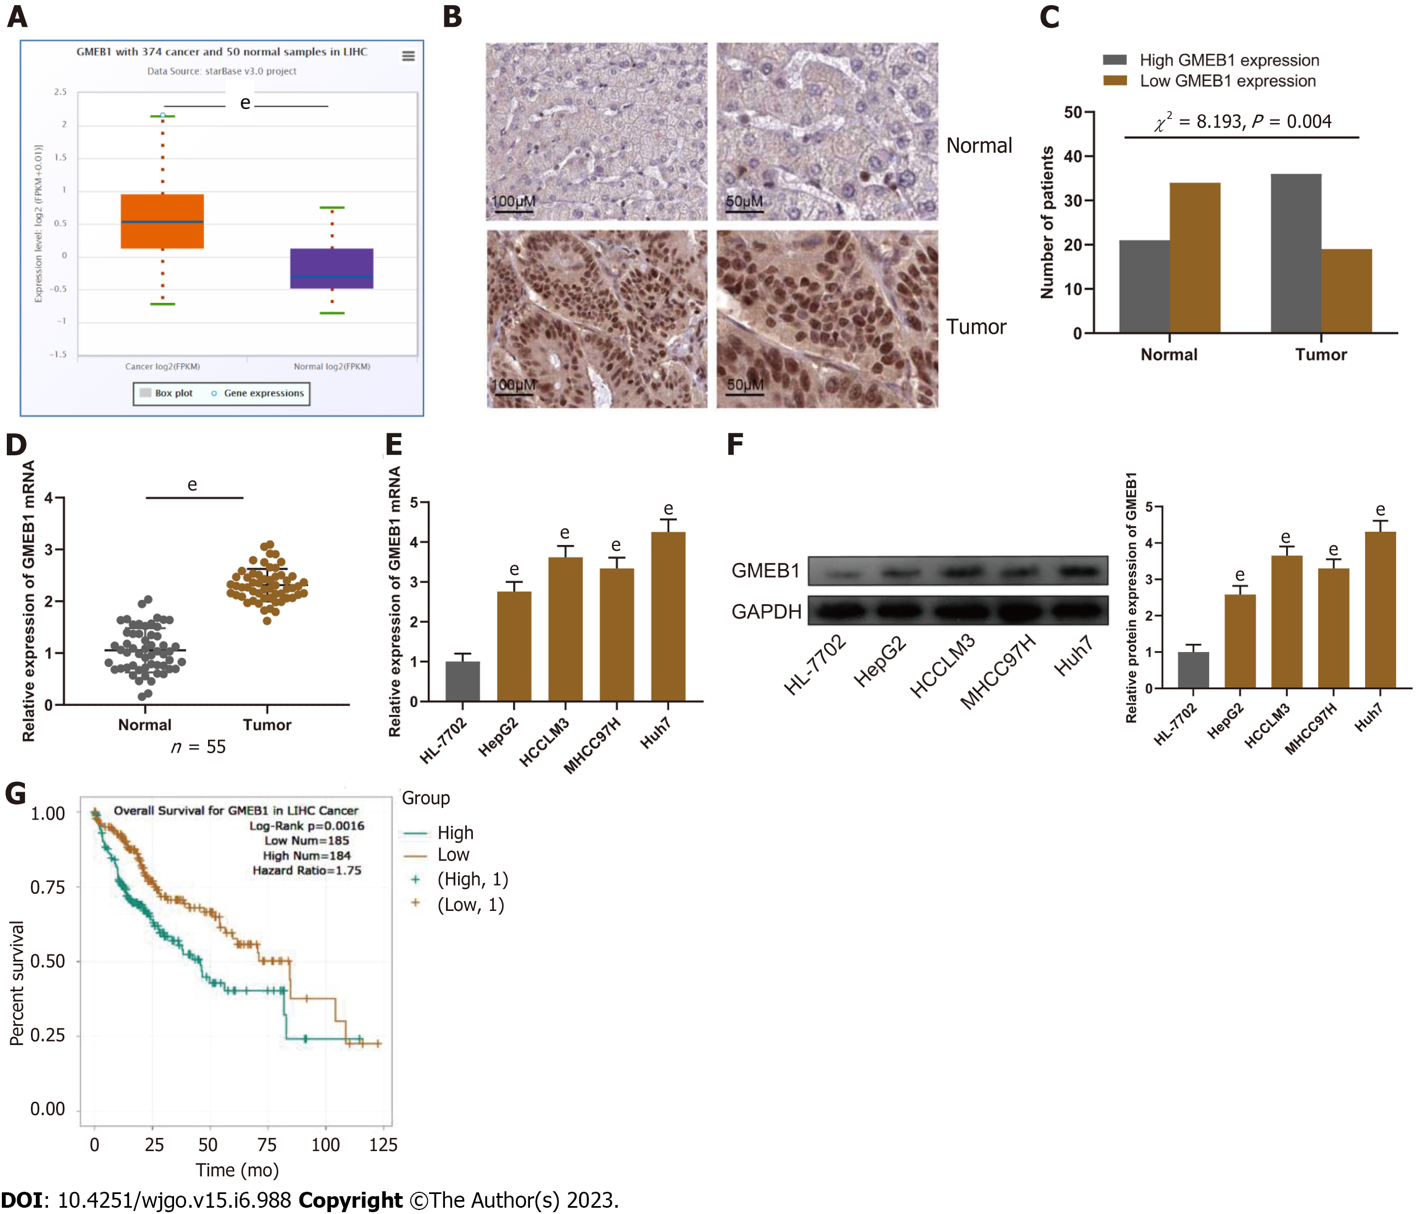 A
GMEB1 with 374 cancer and 50 normal samples in LIHC
Data Source: starBase v3.0 project
e
Expression level: log2 (FPKM+0.01)]
2.5
2
1.5
1
0.5
0
−0.5
−1
−1.5
Cancer log2(FPKM)
Normal log2(FPKM)
Box plot
Gene expressions
B
100μM
50μM
Normal
100μM
50μM
Tumor
C
High GMEB1 expression
Low GMEB1 expression
χ² = 8.193, P = 0.004
Number of patients
50
40
30
20
10
0
Normal
Tumor
D
Relative expression of GMEB1 mRNA
e
4
3
2
1
0
Normal
Tumor
n = 55
E
Relative expression of GMEB1 mRNA
5
4
3
2
1
0
e
e
e
e
HL-7702
HepG2
HCCLM3
MHCC97H
Huh7
F
GMEB1
GAPDH
HL-7702
HepG2
HCCLM3
MHCC97H
Huh7
Relative protein expression of GMEB1
5
4
3
2
1
0
e
e
e
e
HL-7702
HepG2
HCCLM3
MHCC97H
Huh7
G
Overall Survival for GMEB1 in LIHC Cancer
Log-Rank p=0.0016
Low Num=185
High Num=184
Hazard Ratio=1.75
Group
High
Low
(High, 1)
(Low, 1)
Percent survival
1.00
0.75
0.50
0.25
0.00
0
25
50
75
100
125
Time (mo)
DOI: 10.4251/wjgo.v15.i6.988 Copyright ©The Author(s) 2023.